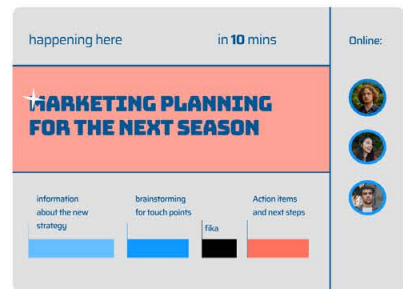 happening here
in 10 mins
Online:
MARKETING PLANNING
FOR THE NEXT SEASON
information
about the new
strategy
brainstorming
for touch points
fika
Action items
and next steps